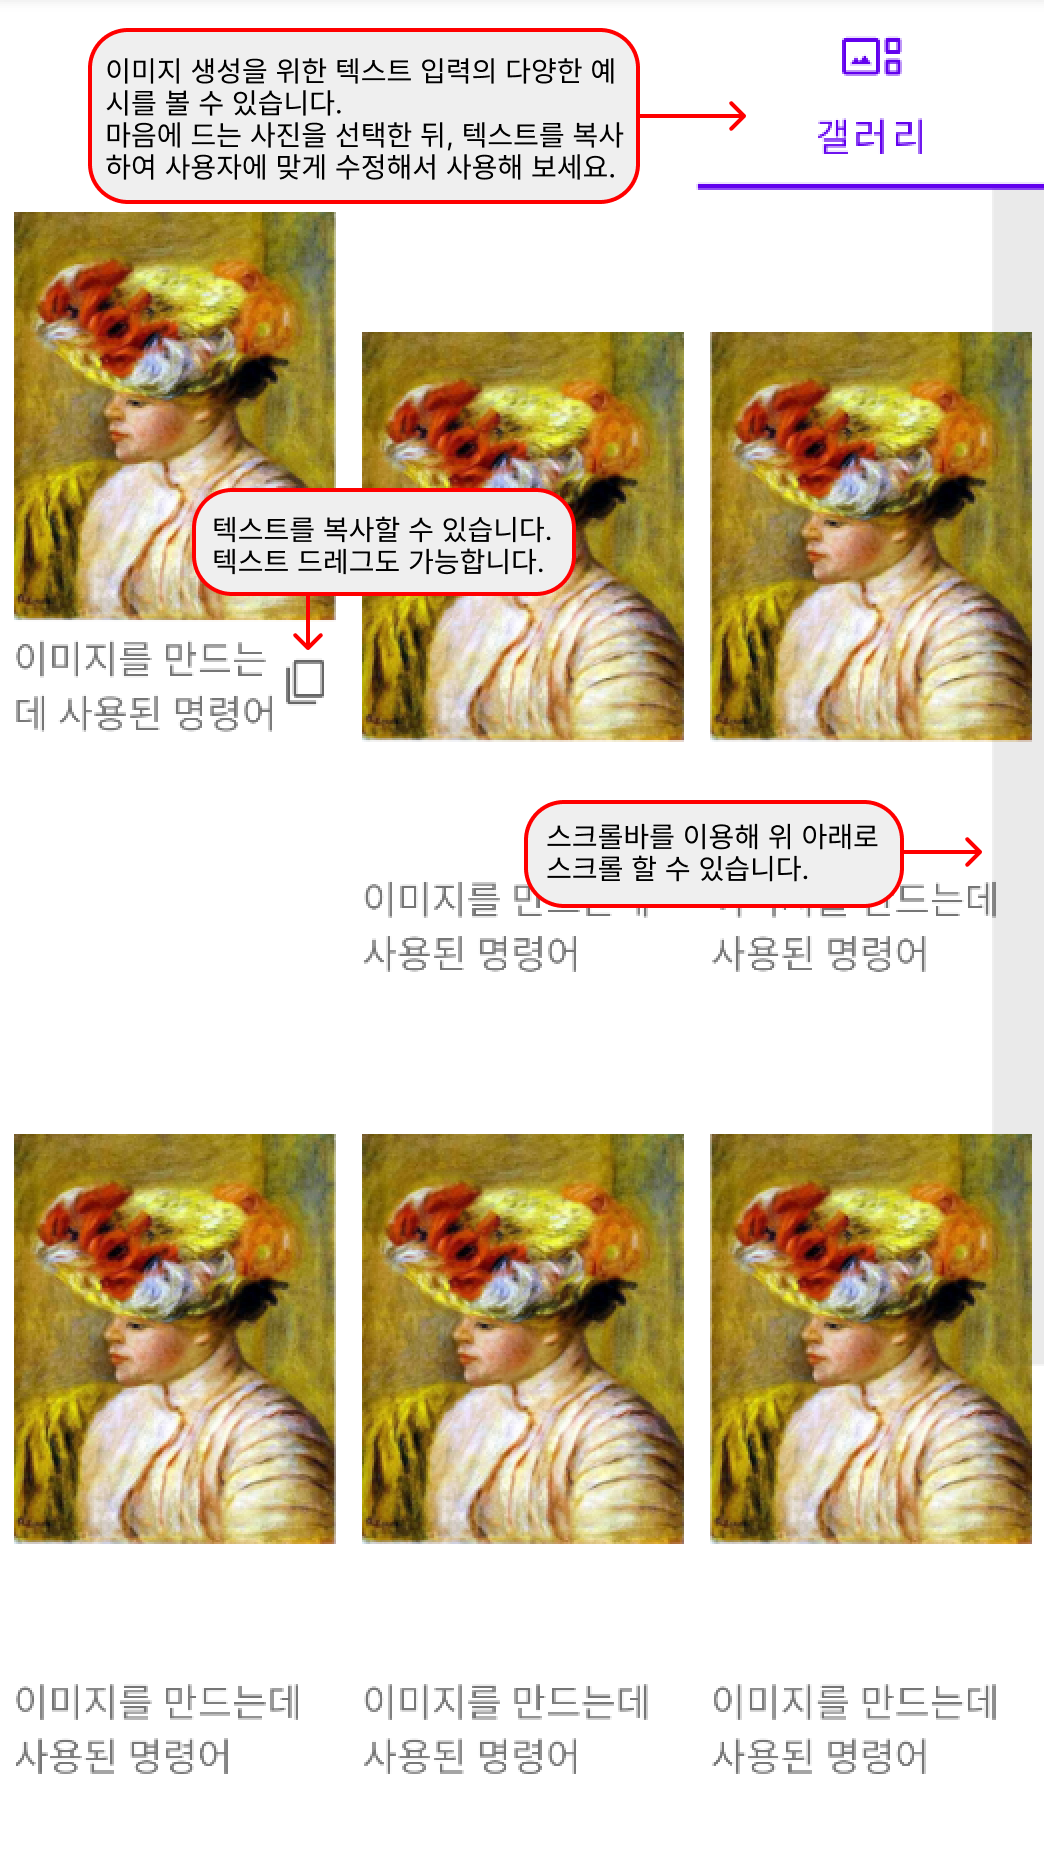 이미지 생성을 위한 텍스트 입력의 다양한 예
시를 볼 수 있습니다.
마음에 드는 사진을 선택한 뒤, 텍스트를 복사
하여 사용자에 맞게 수정해서 사용해 보세요.
갤러리
텍스트를 복사할 수 있습니다.
텍스트 드레그도 가능합니다.
이미지를 만드는
데 사용된 명령어
스크롤바를 이용해 위 아래로
스크롤 할 수 있습니다.
이미지를
사용된 명령어
사용된 명령어
이미지를 만드는데
사용된 명령어
이미지를 만드는데
사용된 명령어
이미지를 만드는데
사용된 명령어